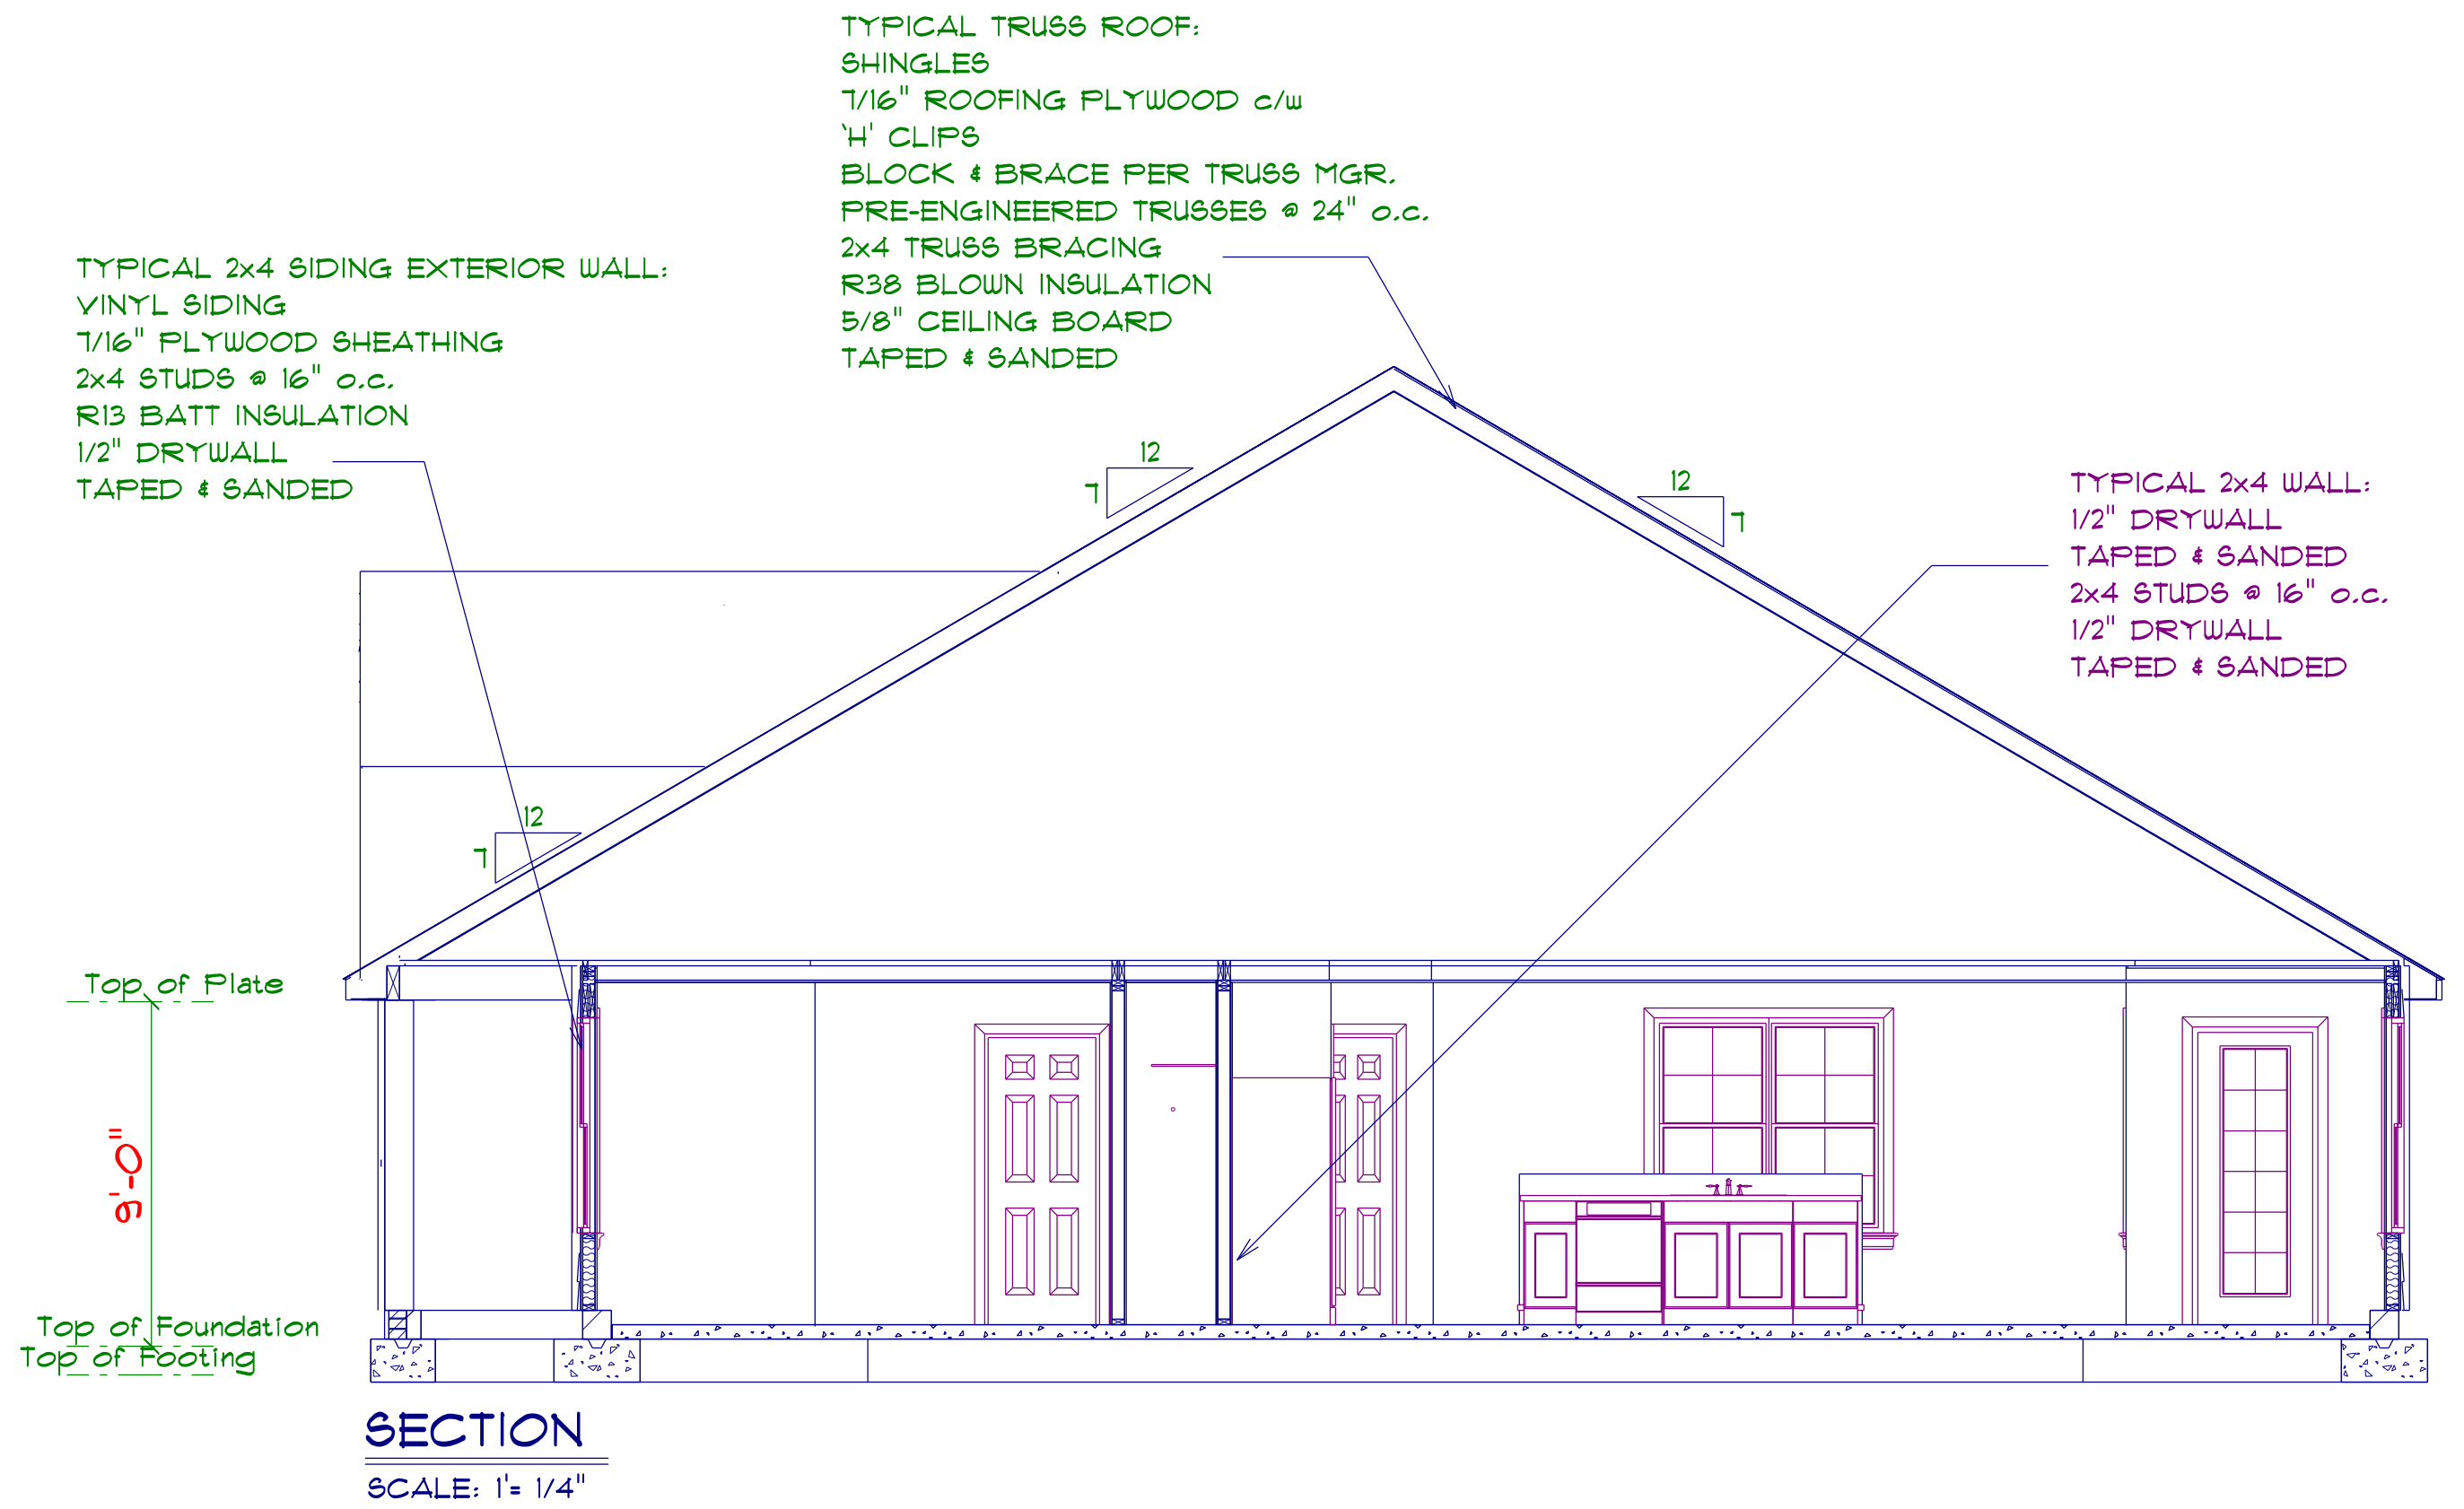 TYPICAL TRUSS ROOF:
SHINGLES
7/16" ROOFING PLYWOOD c/w
'H' CLIPS
BLOCK & BRACE PER TRUSS MGR.
PRE-ENGINEERED TRUSSES @ 24" o.c.
2x4 TRUSS BRACING
R38 BLOWN INSULATION
5/8" CEILING BOARD
TAPED & SANDED
TYPICAL 2x4 SIDING EXTERIOR WALL:
VINYL SIDING
7/16" PLYWOOD SHEATHING
2x4 STUDS @ 16" o.c.
R13 BATT INSULATION
1/2" DRYWALL
TAPED & SANDED
12
7
12
7
TYPICAL 2x4 WALL:
1/2" DRYWALL
TAPED & SANDED
2x4 STUDS @ 16" o.c.
1/2" DRYWALL
TAPED & SANDED
12
7
Top of Plate
9'-0"
Top of Foundation
Top of Footing
SECTION
SCALE: 1'= 1/4"